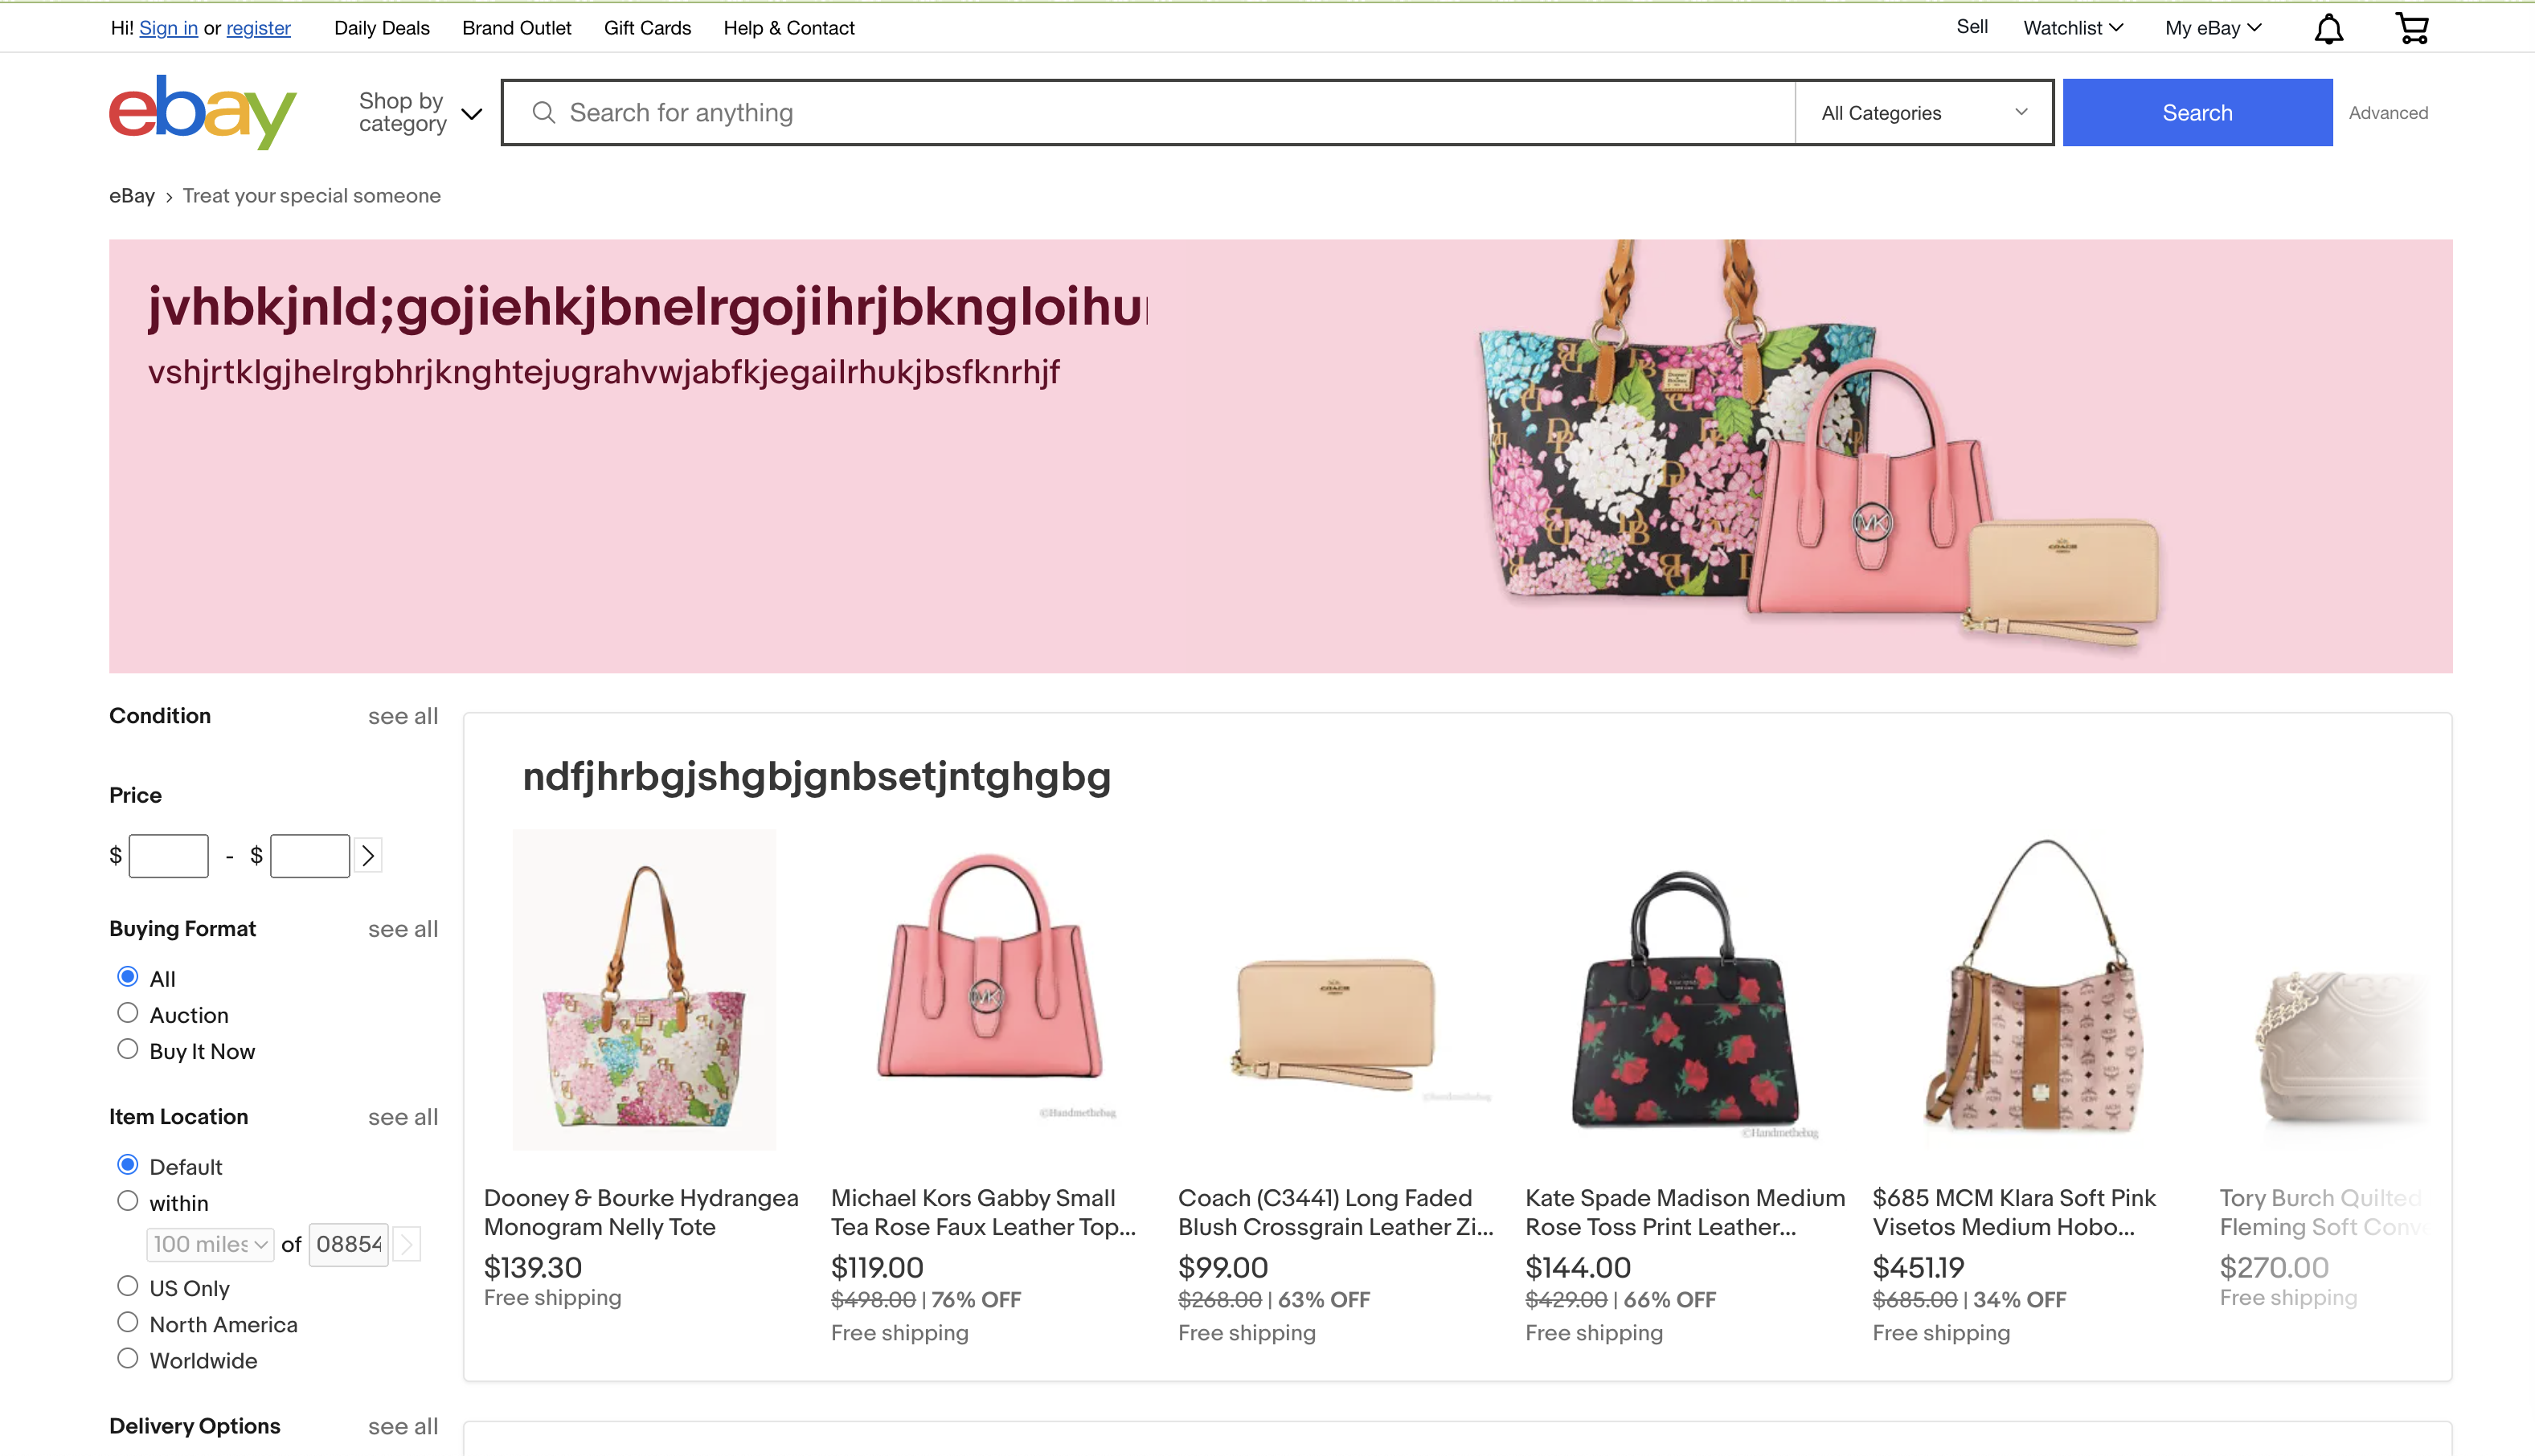 Hi! Sign in or register Daily Deals Brand Outlet Gift Cards Help & Contact Sell Watchlist My eBay
ebay
Shop by
category
Search for anything
All Categories
Search
Advanced
eBay > Treat your special someone
jvhbkjnld;gojiehkjbnelrgojihrjbkngloihu
vshjrtklgjhelrgbhrjknghtejugrahvwjabfkjegailrhukjbsfknrhjf
MK
COACH
Condition see all
Price
$ - $
Buying Format see all
All
Auction
Buy It Now
Item Location see all
Default
within
100 miles of 08854
US Only
North America
Worldwide
Delivery Options see all
ndfjhrbgjshgbjgnbsetjntghgbg
MK
©Handmethebag
COACH
©Handmethebag
©Handmethebag
Dooney & Bourke Hydrangea
Monogram Nelly Tote
$139.30
Free shipping
Michael Kors Gabby Small
Tea Rose Faux Leather Top...
$119.00
$498.00 | 76% OFF
Free shipping
Coach (C3441) Long Faded
Blush Crossgrain Leather Zi...
$99.00
$268.00 | 63% OFF
Free shipping
Kate Spade Madison Medium
Rose Toss Print Leather...
$144.00
$429.00 | 66% OFF
Free shipping
$685 MCM Klara Soft Pink
Visetos Medium Hobo...
$451.19
$685.00 | 34% OFF
Free shipping
Tory Burch Quilted
Fleming Soft Conve
$270.00
Free shipping